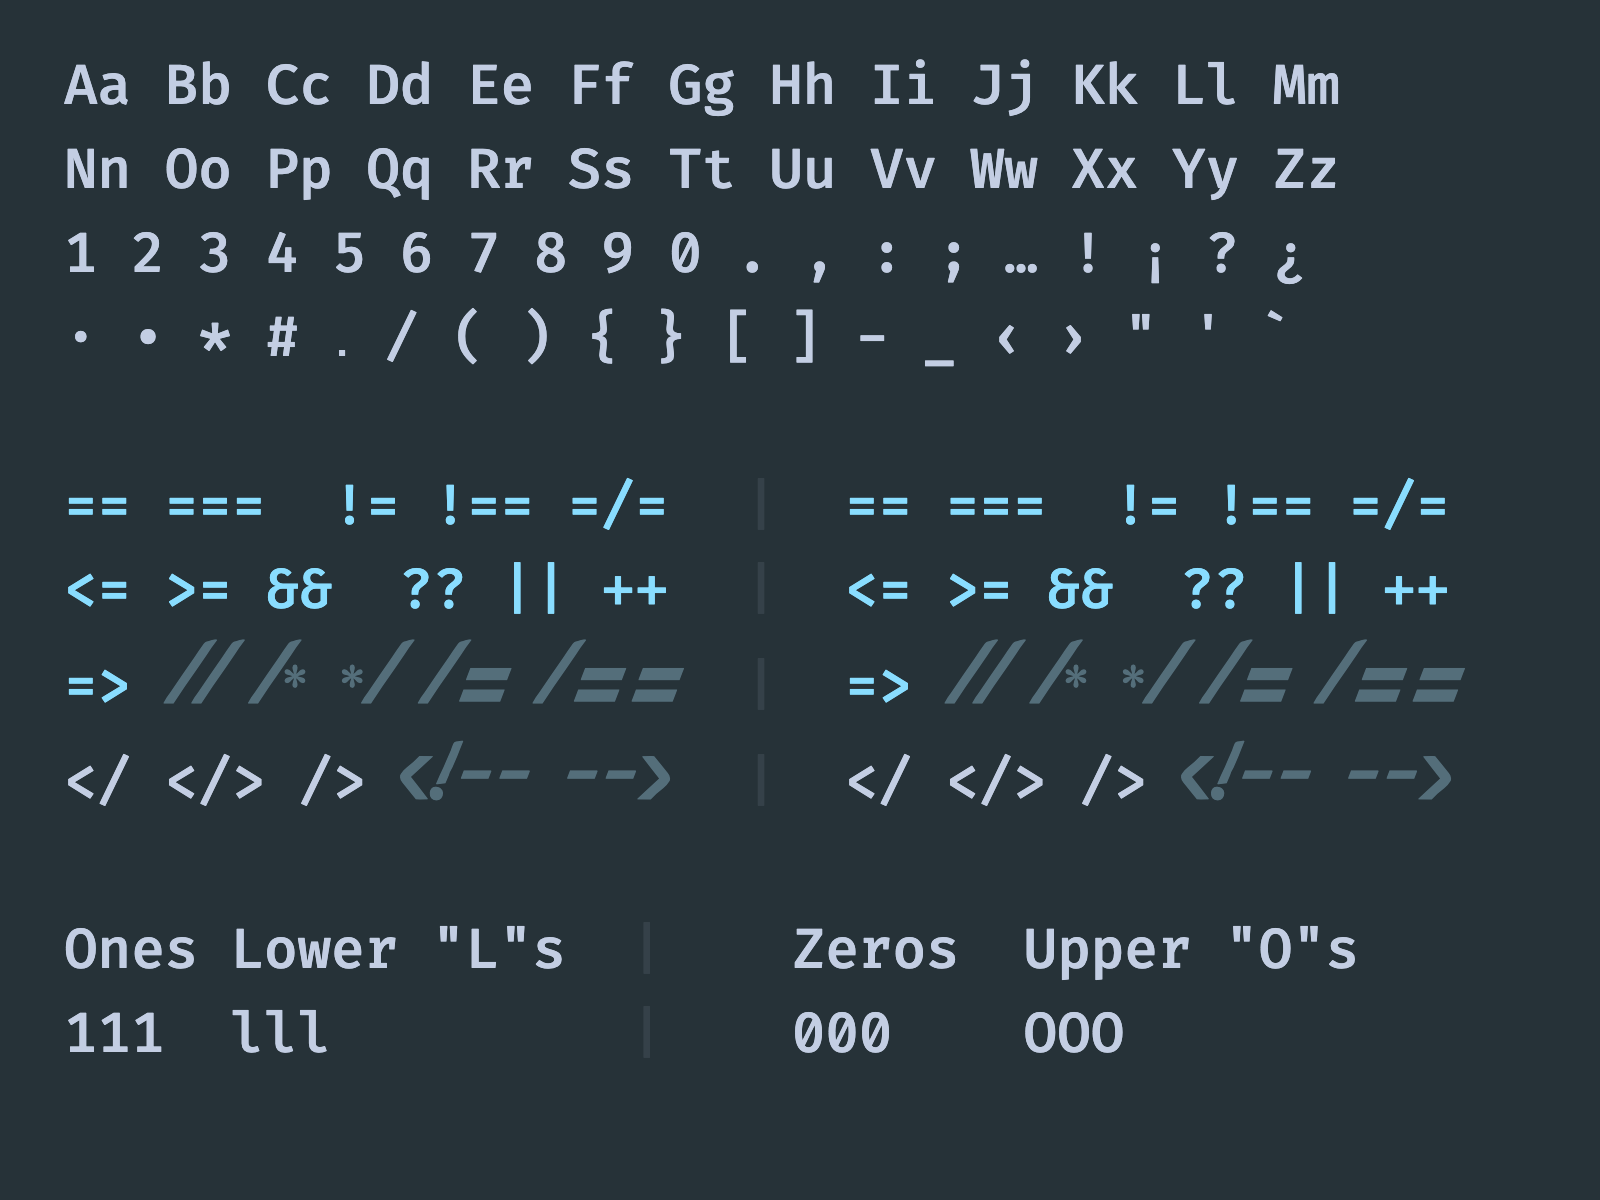 Aa Bb Cc Dd Ee Ff Gg Hh Ii Jj Kk Ll Mm
Nn Oo Pp Qq Rr Ss Tt Uu Vv Ww Xx Yy Zz
1 2 3 4 5 6 7 8 9 0 . , : ; … ! ¡ ? ¿
· • * # . / ( ) { } [ ] - _ ‹ › " ' `
== ===  != !== =/= | == ===  != !== =/=
<= >= &&  ?? || ++ | <= >= &&  ?? || ++
=> // /* */ /= /== | => // /* */ /= /==
</ </> /> <!-- --> | </ </> /> <!-- -->
Ones Lower "L"s | Zeros  Upper "O"s
111  lll | 000  OOO